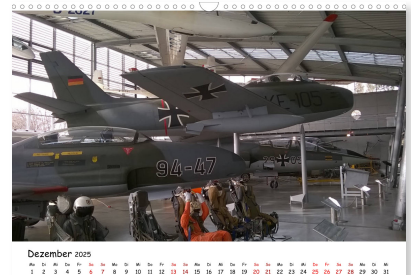 KE-105
94-47
Dezember 2025
Mo Di Mi Do Fr Sa So Mo Di Mi Do Fr Sa So Mo Di Mi Do Fr Sa So Mo Di Mi Do Fr Sa So Mo Di Mi
1 2 3 4 5 6 7 8 9 10 11 12 13 14 15 16 17 18 19 20 21 22 23 24 25 26 27 28 29 30 31